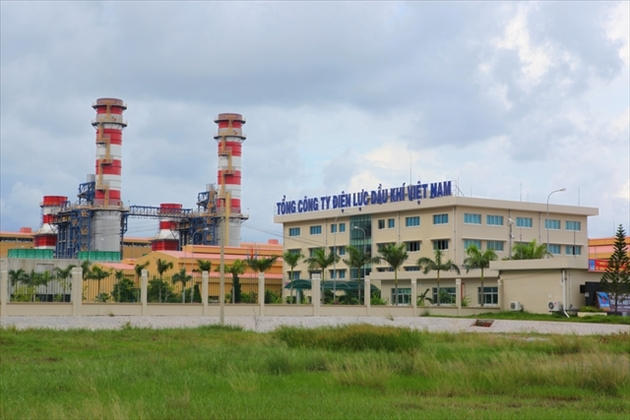 TỔNG CÔNG TY ĐIỆN LỰC DẦU KHÍ VIỆT NAM